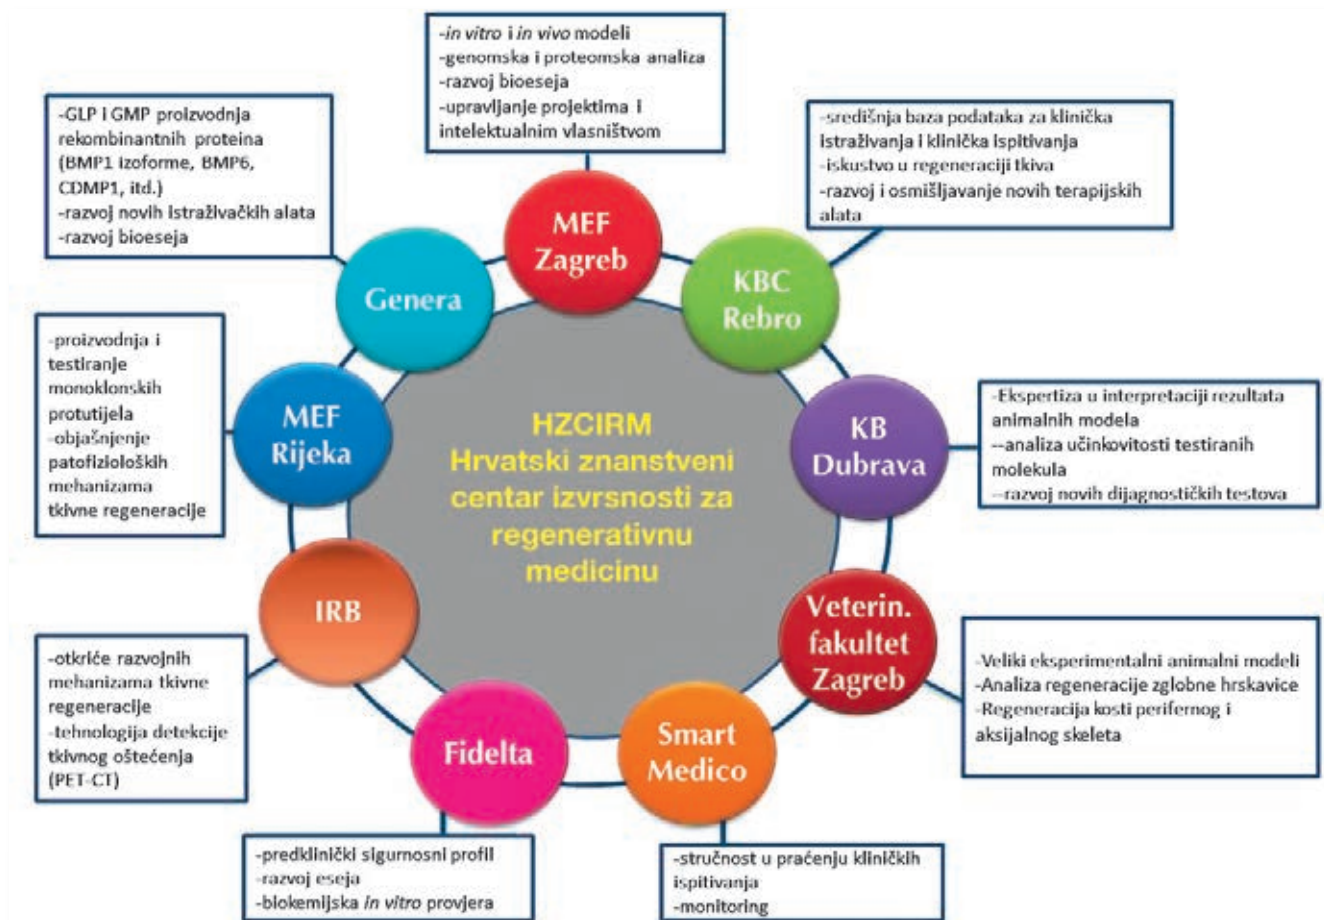 -in vitro i in vivo modeli
-genomska i proteomska analiza
-razvoj bioeseja
-upravljanje projektima i
intelektualnim vlasništvom
-GLP i GMP proizvodnja
rekombinantnih proteina
(BMP1 izoforme, BMP6,
CDMP1, itd.)
-razvoj novih istraživačkih alata
-razvoj bioeseja
-središnja baza podataka za klinička
istraživanja i klinička ispitivanja
-iskustvo u regeneraciji tkiva
-razvoj i osmišljavanje novih terapijskih
alata
MEF
Zagreb
Genera
KBC
Rebro
-proizvodnja i
testiranje
monoklonskih
protutijela
-objašnjenje
patofizioloških
mehanizama
tkivne regeneracije
MEF
Rijeka
HZCIRM
Hrvatski znanstveni
centar izvrsnosti za
regenerativnu
medicinu
KB
Dubrava
-Ekspertiza u interpretaciji rezultata
animalnih modela
--analiza učinkovitosti testiranih
molekula
--razvoj novih dijagnostičkih testova
IRB
Veterin.
fakultet
Zagreb
-otkriće razvojnih
mehanizama tkivne
regeneracije
-tehnologija detekcije
tkivnog oštećenja
(PET-CT)
-Veliki eksperimentalni animalni modeli
-Analiza regeneracije zglobne hrskavice
-Regeneracija kosti perifernog i
aksijalnog skeleta
Fidelta
Smart
Medico
-predklinički sigurnosni profil
-razvoj eseja
-biokemijska in vitro provjera
-stručnost u praćenju kliničkih
ispitivanja
-monitoring